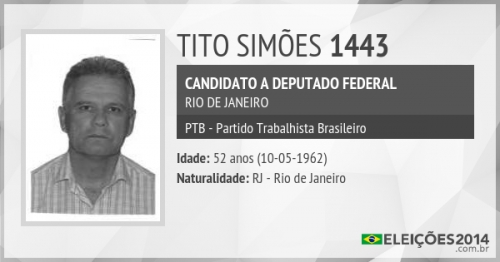 TITO SIMÕES 1443
CANDIDATO A DEPUTADO FEDERAL
RIO DE JANEIRO
PTB - Partido Trabalhista Brasileiro
Idade: 52 anos (10-05-1962)
Naturalidade: RJ - Rio de Janeiro
ELEIÇÕES2014
.com.br